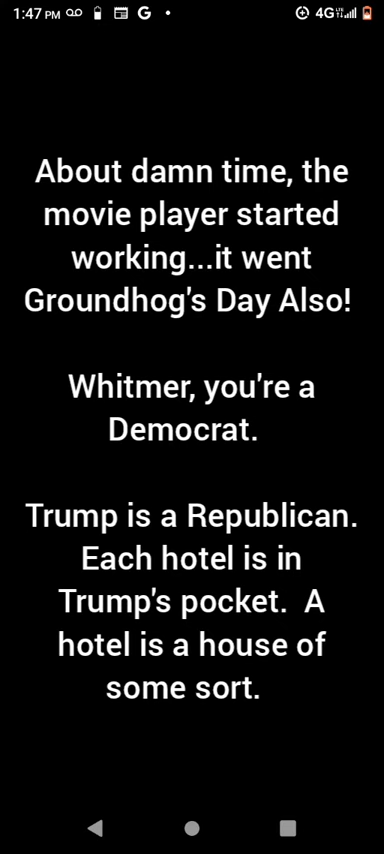 1:47 PM 4G LTE
About damn time, the
movie player started
working...it went
Groundhog's Day Also!
Whitmer, you're a
Democrat.
Trump is a Republican.
Each hotel is in
Trump's pocket.  A
hotel is a house of
some sort.